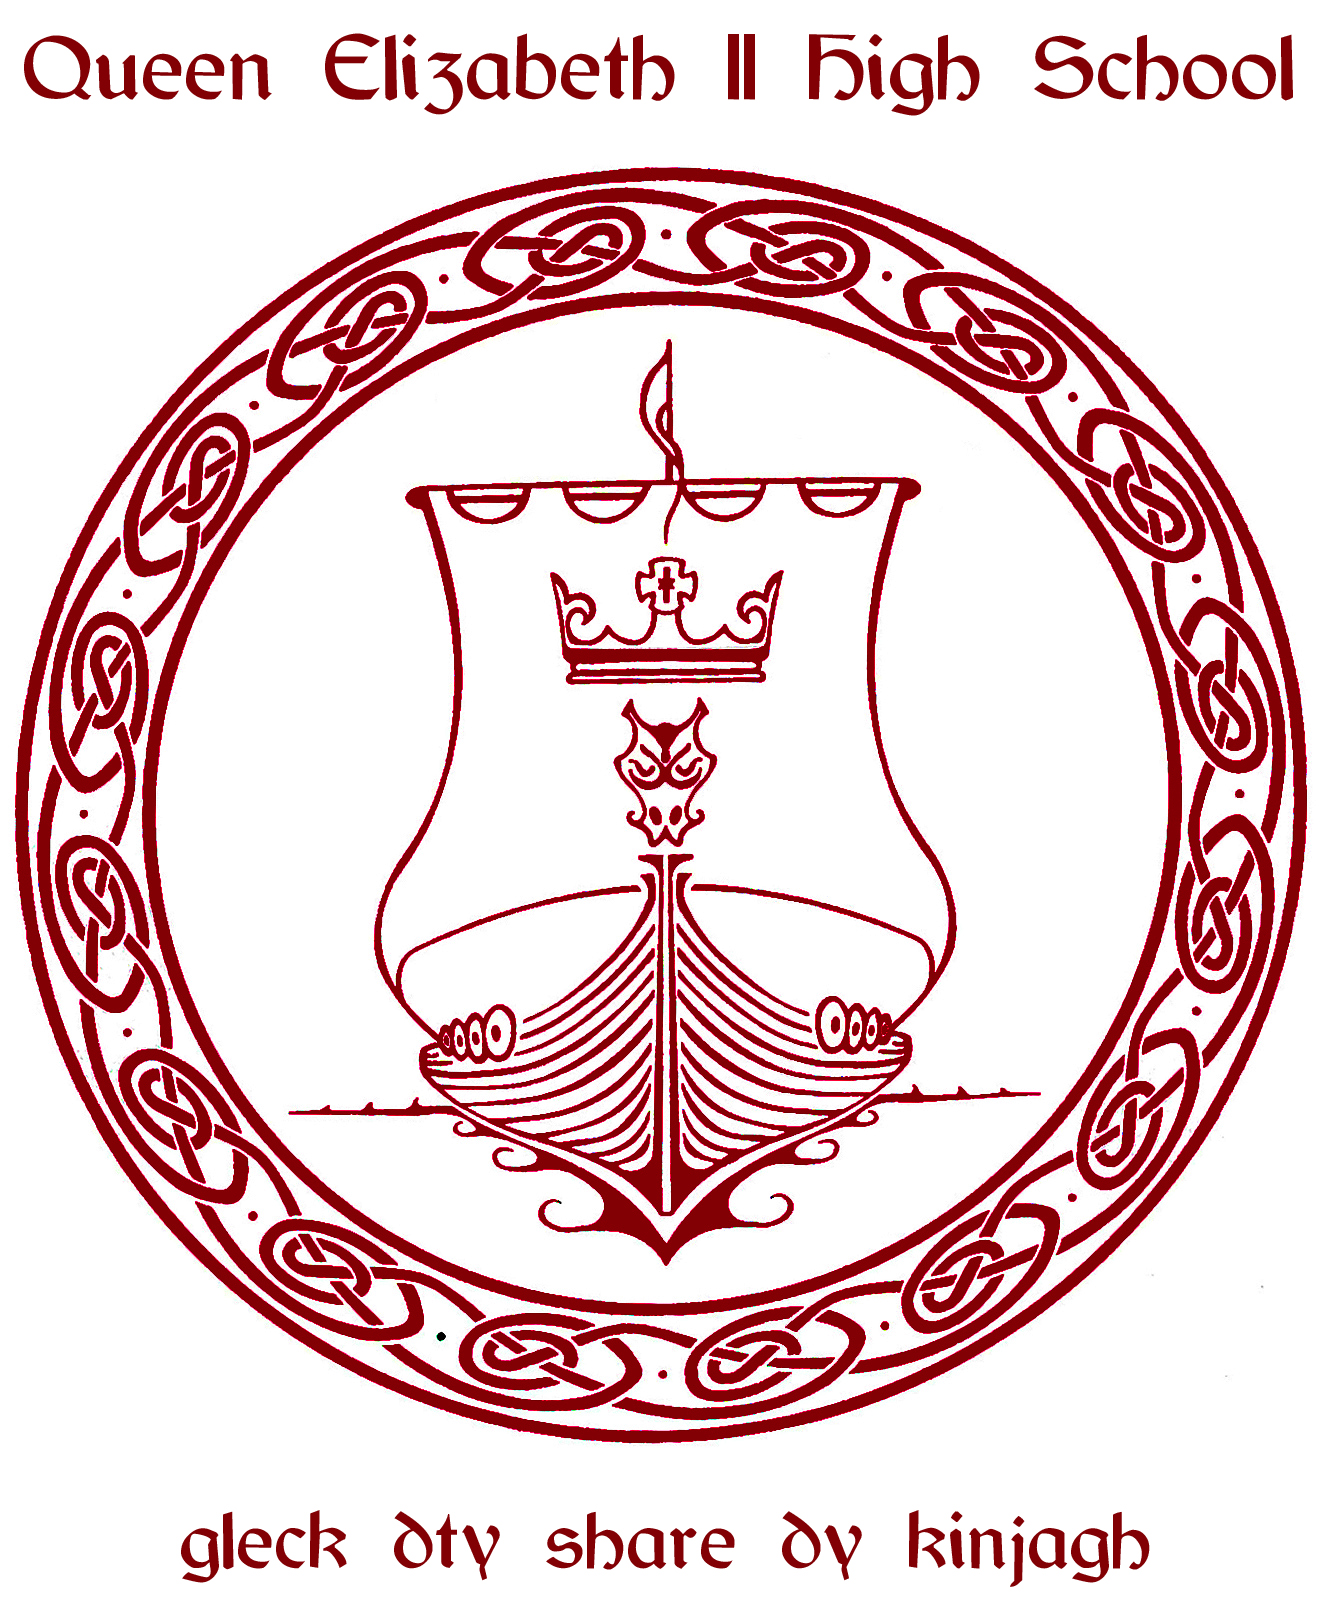 Queen Elizabeth II High School
gleck dty share dy kinjagh